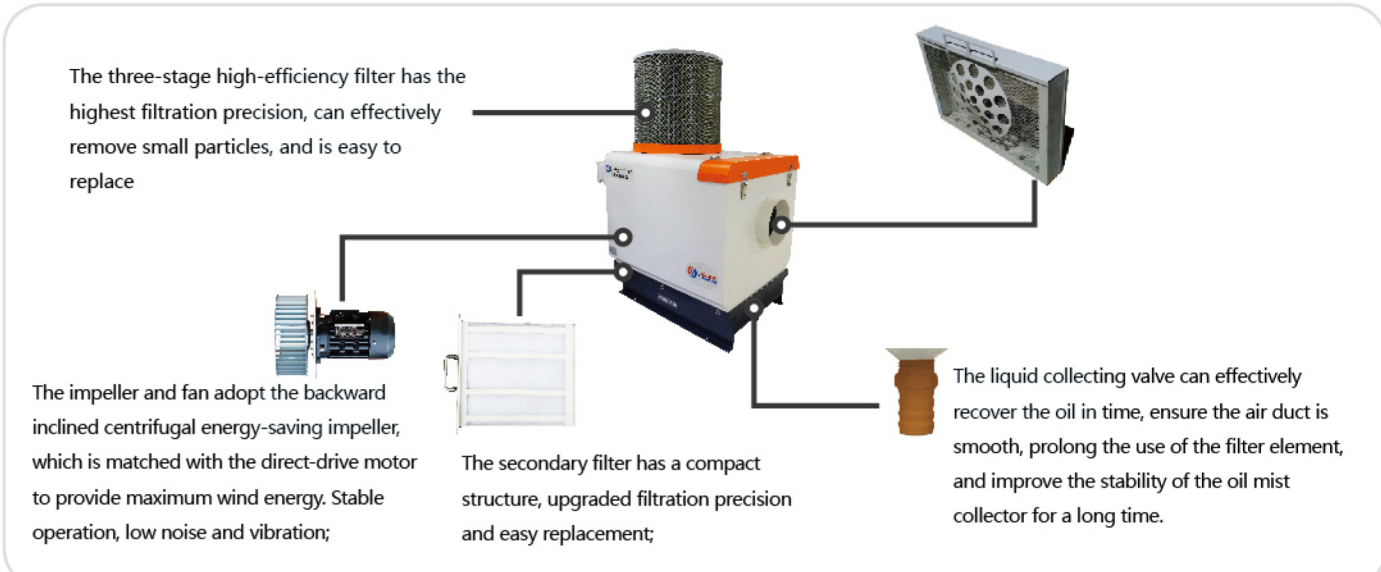 The three-stage high-efficiency filter has the
highest filtration precision, can effectively
remove small particles, and is easy to
replace
The impeller and fan adopt the backward
inclined centrifugal energy-saving impeller,
which is matched with the direct-drive motor
to provide maximum wind energy. Stable
operation, low noise and vibration;
The secondary filter has a compact
structure, upgraded filtration precision
and easy replacement;
The liquid collecting valve can effectively
recover the oil in time, ensure the air duct is
smooth, prolong the use of the filter element,
and improve the stability of the oil mist
collector for a long time.